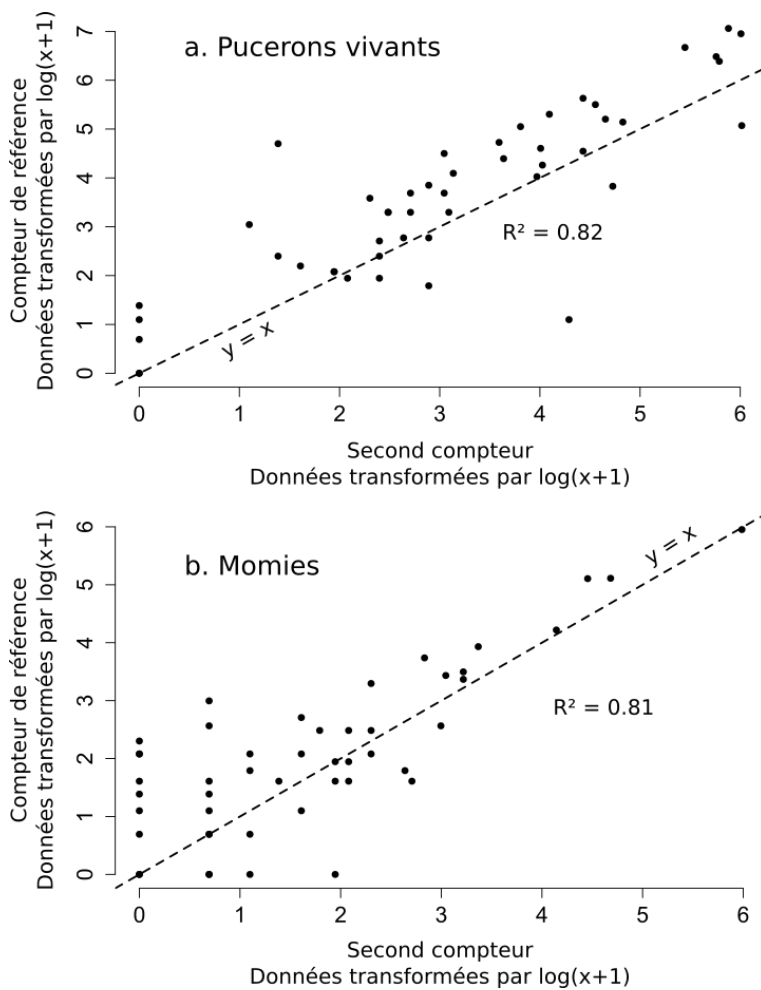 a. Pucerons vivants
Compteur de référence
Données transformées par log(x+1)
7
6
5
4
3
2
1
0
R² = 0.82
y = x
0 1 2 3 4 5 6
Second compteur
Données transformées par log(x+1)
b. Momies
Compteur de référence
Données transformées par log(x+1)
6
5
4
3
2
1
0
y = x
R² = 0.81
0 1 2 3 4 5 6
Second compteur
Données transformées par log(x+1)